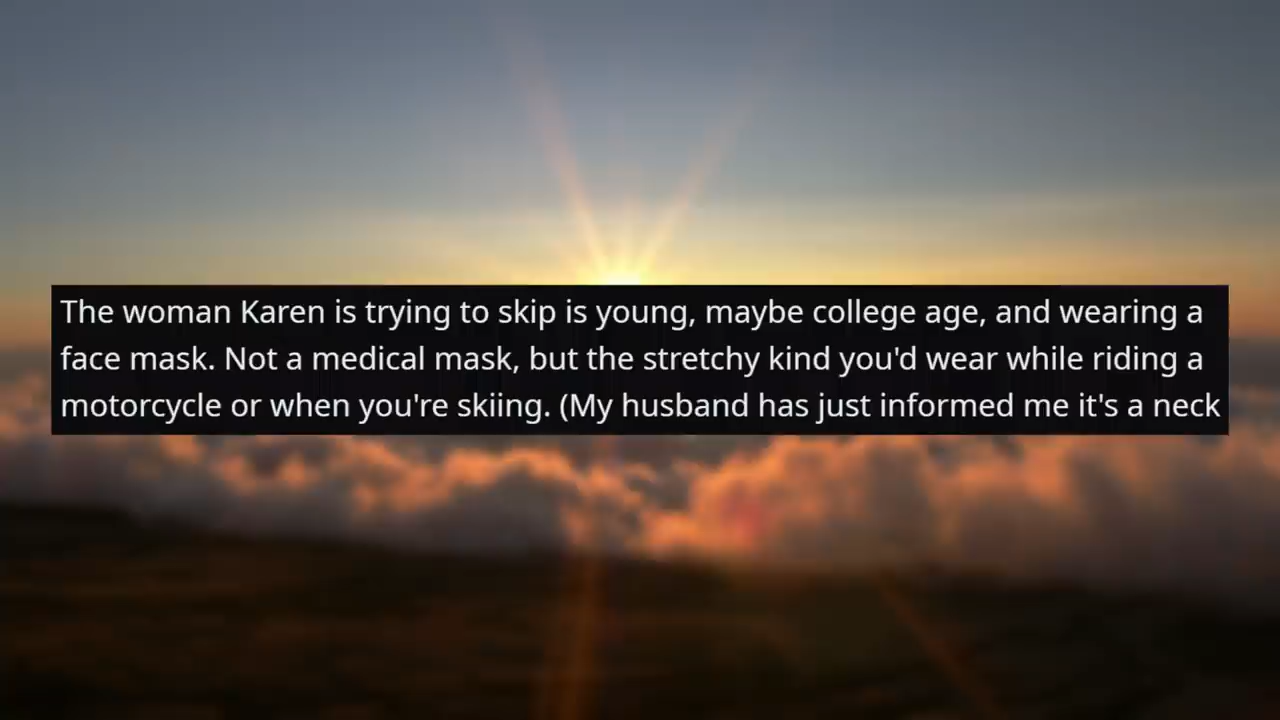 The woman Karen is trying to skip is young, maybe college age, and wearing a
face mask. Not a medical mask, but the stretchy kind you'd wear while riding a
motorcycle or when you're skiing. (My husband has just informed me it's a neck